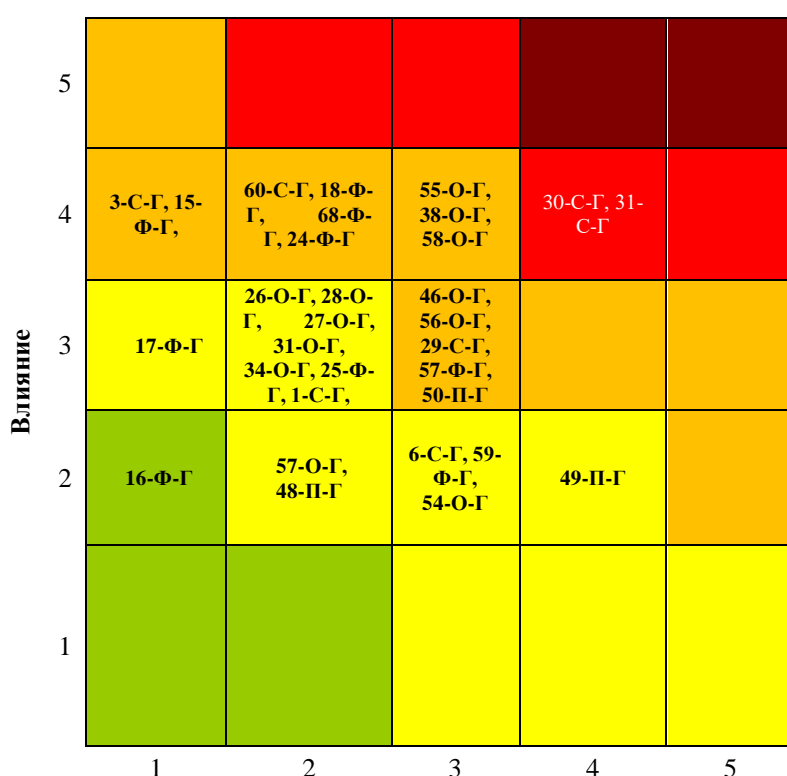 5
4
3-С-Г, 15-
Ф-Г,
60-С-Г, 18-Ф-
Г, 68-Ф-
Г, 24-Ф-Г
55-О-Г,
38-О-Г,
58-О-Г
30-С-Г, 31-
С-Г
Влияние
3
17-Ф-Г
26-О-Г, 28-О-
Г, 27-О-Г,
31-О-Г,
34-О-Г, 25-Ф-
Г, 1-С-Г,
46-О-Г,
56-О-Г,
29-С-Г,
57-Ф-Г,
50-П-Г
2
16-Ф-Г
57-О-Г,
48-П-Г
6-С-Г, 59-
Ф-Г,
54-О-Г
49-П-Г
1
1 2 3 4 5